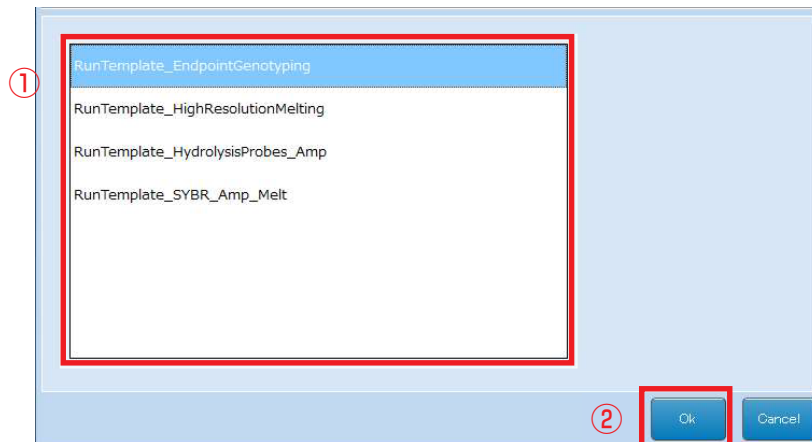 ①
RunTemplate_EndpointGenotyping
RunTemplate_HighResolutionMelting
RunTemplate_HydrolysisProbes_Amp
RunTemplate_SYBR_Amp_Melt
② Ok Cancel